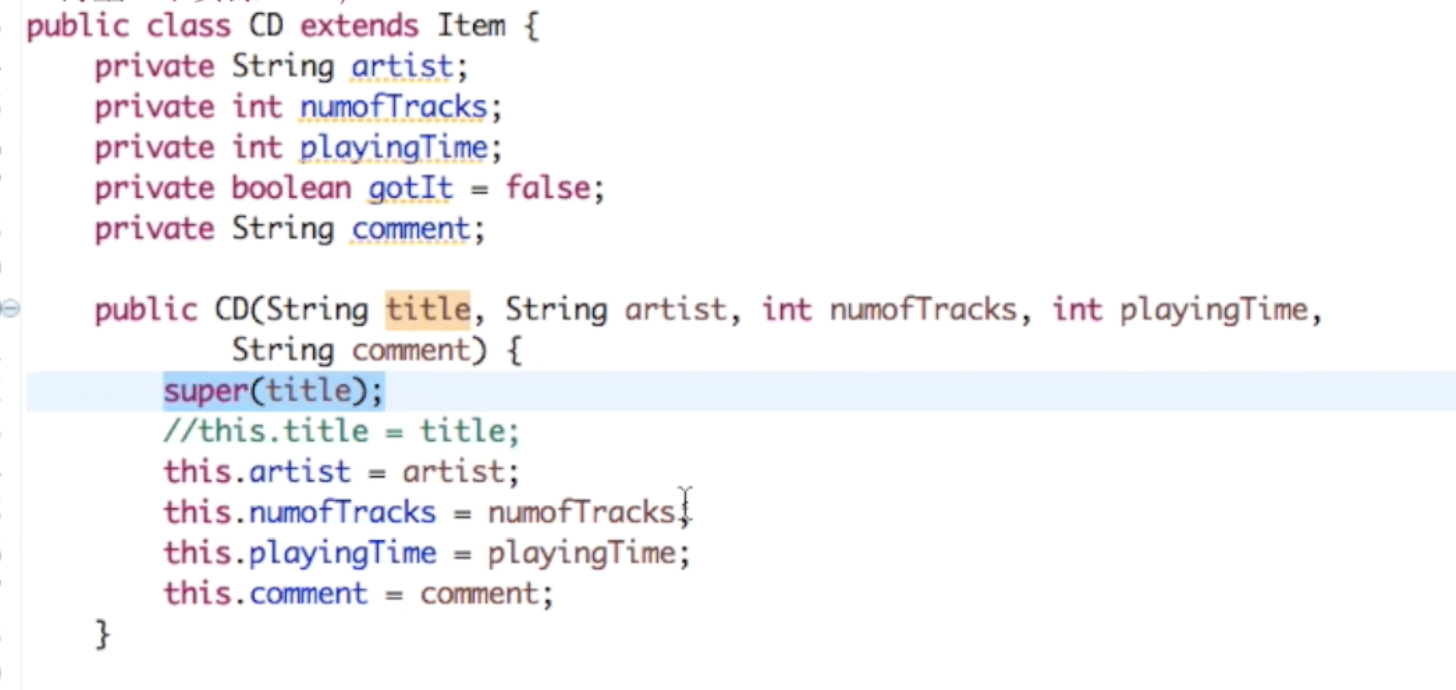 public class CD extends Item {
private String artist;
private int numofTracks;
private int playingTime;
private boolean gotIt = false;
private String comment;
public CD(String title, String artist, int numofTracks, int playingTime,
String comment) {
super(title);
//this.title = title;
this.artist = artist;
this.numofTracks = numofTracks;
this.playingTime = playingTime;
this.comment = comment;
}